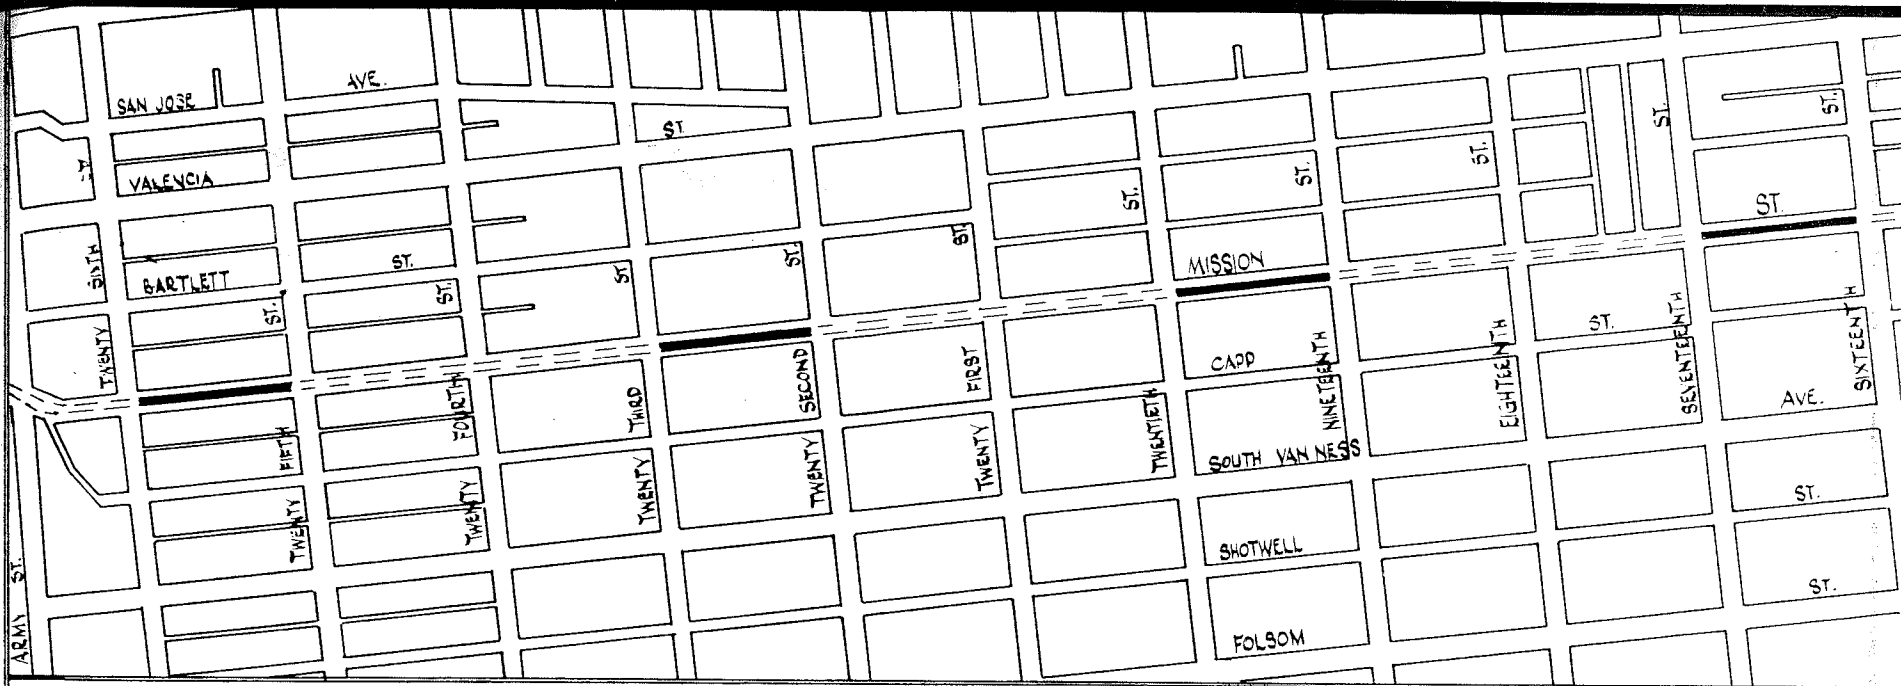 SAN JOSE AVE.
ST.
VALENCIA ST.
BARTLETT ST.
MISSION ST.
CAPP ST.
SOUTH VAN NESS AVE.
SHOTWELL ST.
FOLSOM ST.
ARMY ST.
TWENTY SIXTH ST.
TWENTY FIFTH ST.
TWENTY FOURTH ST.
TWENTY THIRD ST
TWENTY SECOND ST.
TWENTY FIRST ST.
TWENTIETH ST.
NINETEENTH ST.
EIGHTEENTH ST.
SEVENTEENTH ST.
SIXTEENTH ST.